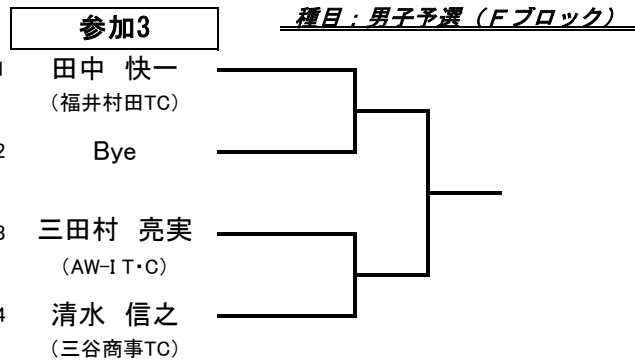 参加3
種目：男子予選（Fブロック）
1 田中 快一
（福井村田TC）
2 Bye
3 三田村 亮実
（AW-I T・C）
4 清水 信之
（三谷商事TC）